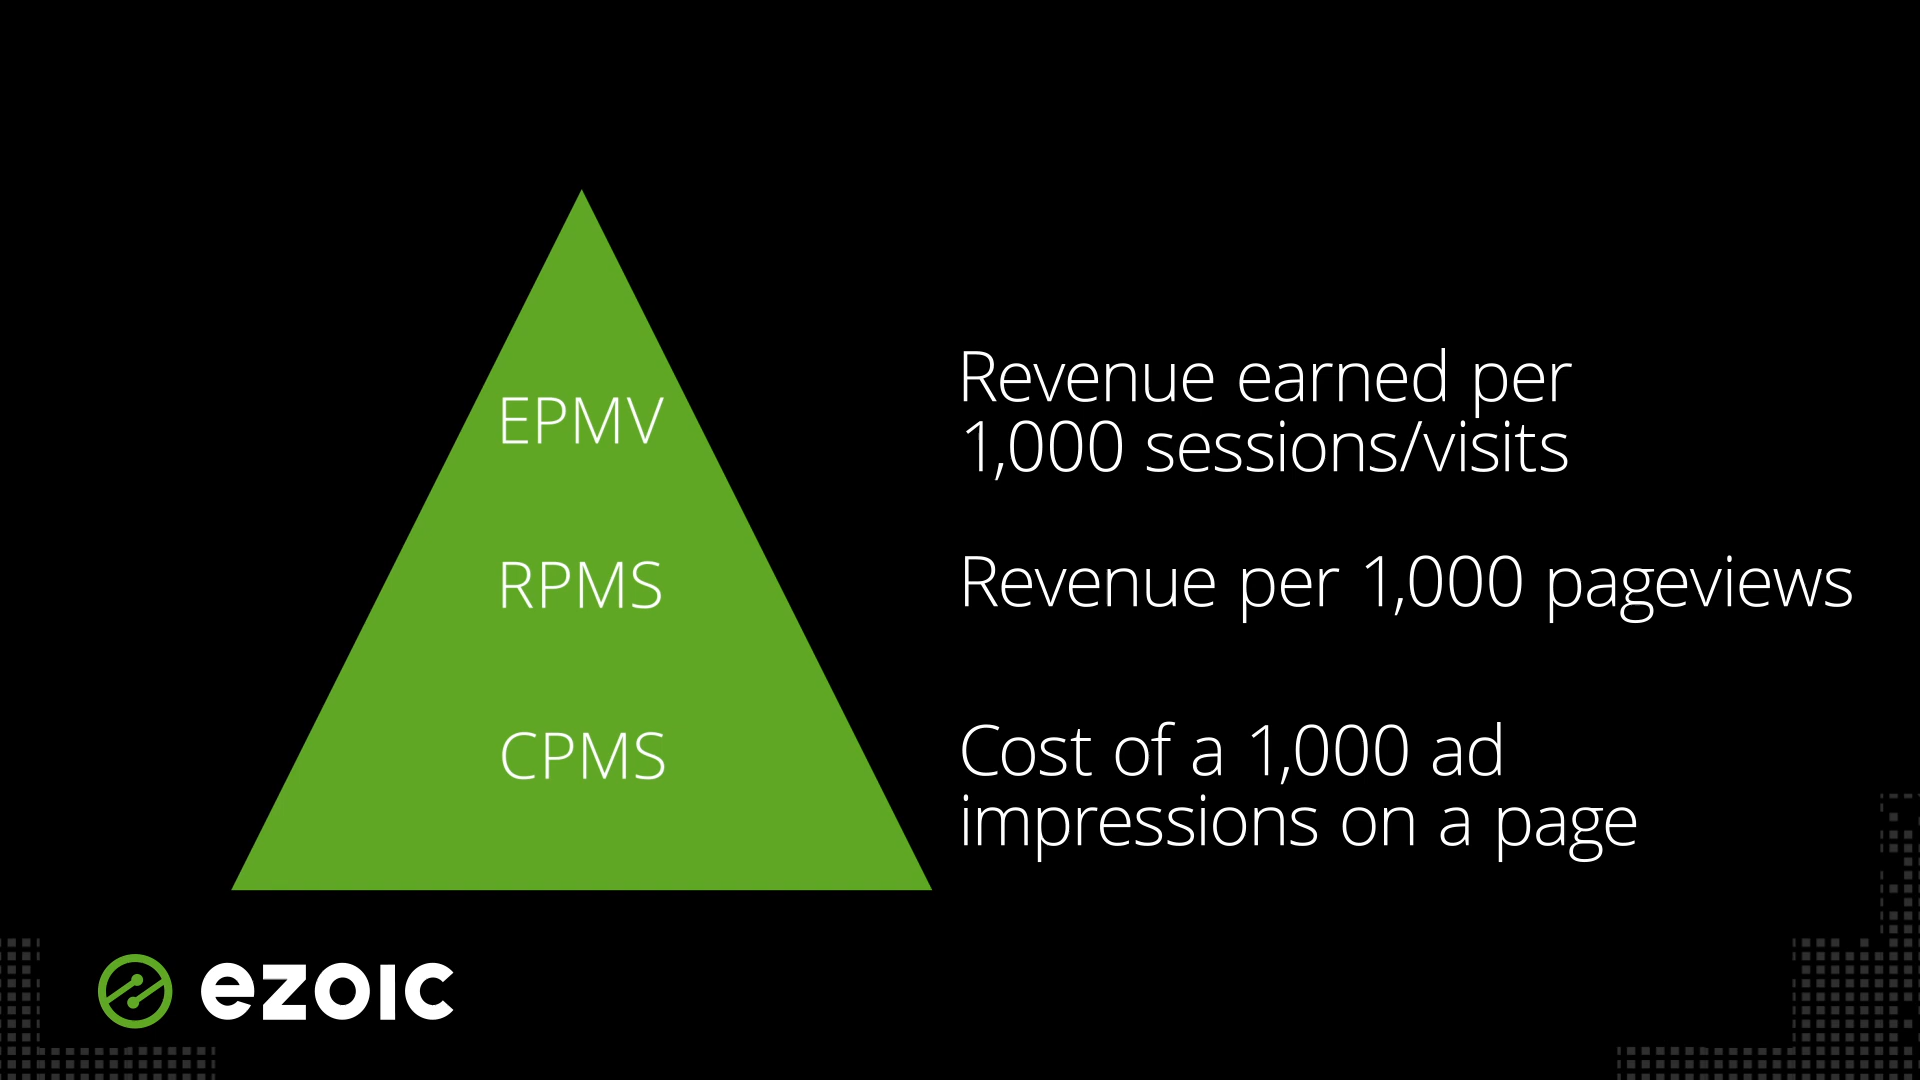 EPMV
Revenue earned per
1,000 sessions/visits
RPMS
Revenue per 1,000 pageviews
CPMS
Cost of a 1,000 ad
impressions on a page
ezoic